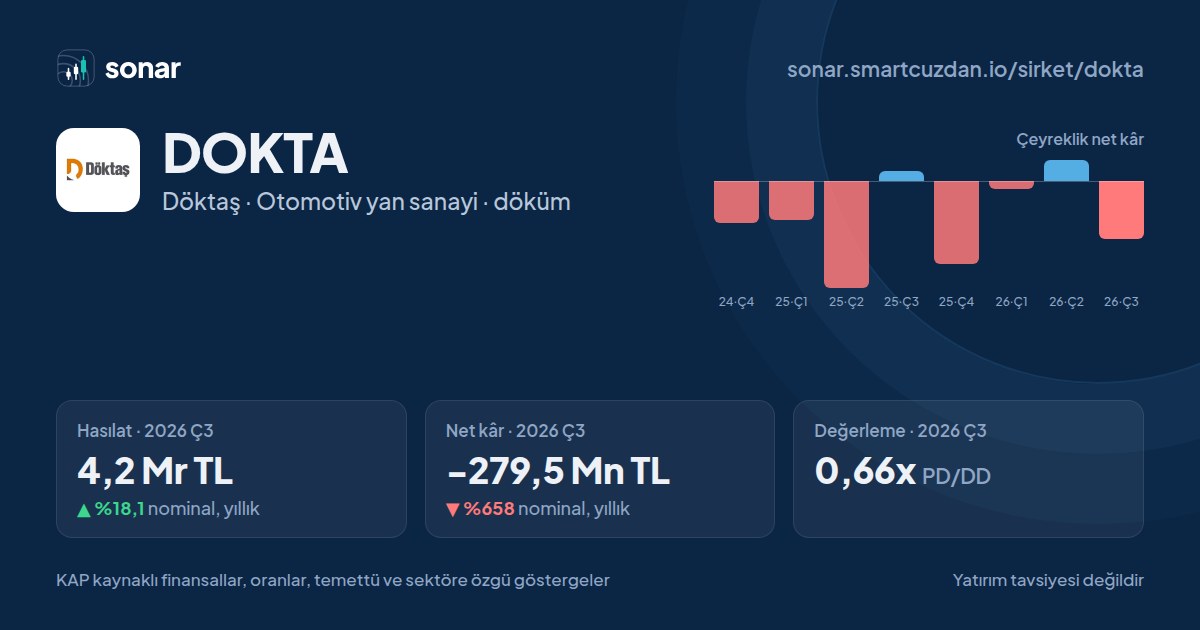 sonar
sonar.smartcuzdan.io/sirket/dokta
Döktaş
DOKTA
Döktaş · Otomotiv yan sanayi · döküm
Çeyreklik net kâr
24·Ç4 25·Ç1 25·Ç2 25·Ç3 25·Ç4 26·Ç1 26·Ç2 26·Ç3
Hasılat · 2026 Ç3
4,2 Mr TL
▲ %18,1 nominal, yıllık
Net kâr · 2026 Ç3
−279,5 Mn TL
▼ %658 nominal, yıllık
Değerleme · 2026 Ç3
0,66x PD/DD
KAP kaynaklı finansallar, oranlar, temettü ve sektöre özgü göstergeler
Yatırım tavsiyesi değildir